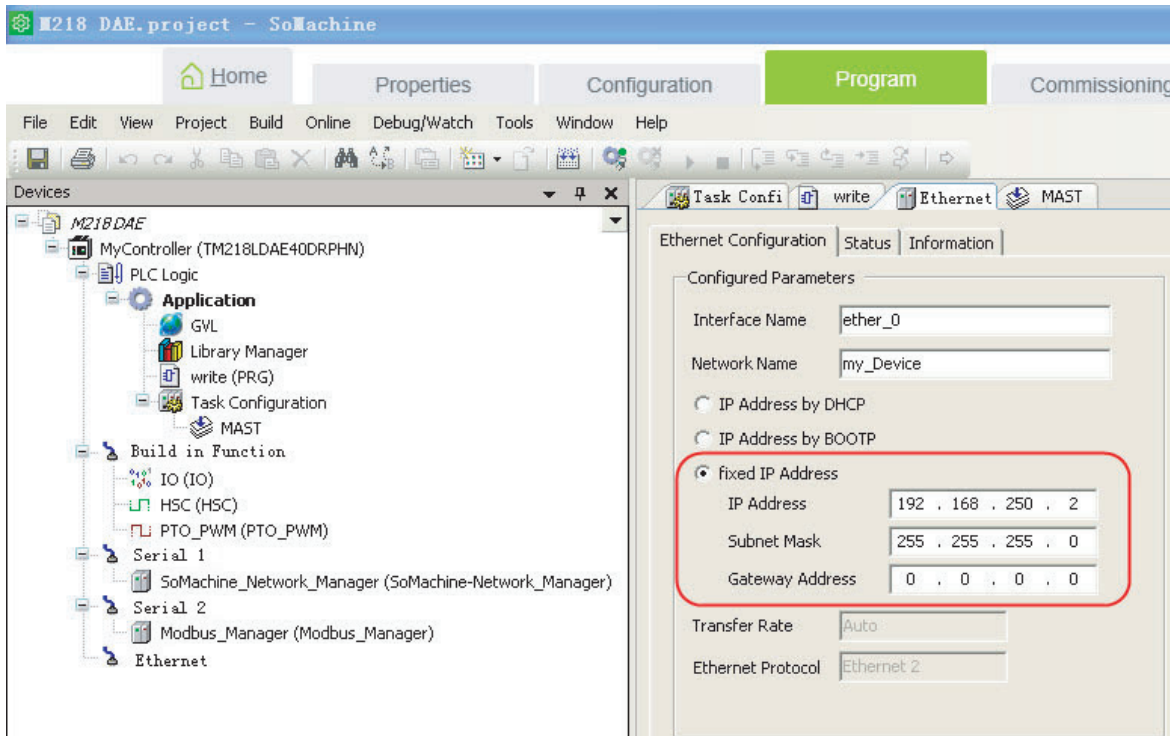 M218 DAE.project - SoMachine
Home Properties Configuration Program Commissioning
File Edit View Project Build Online Debug/Watch Tools Window Help
Devices
M218 DAE
MyController (TM218LDAE40DRPHN)
PLC Logic
Application
GVL
Library Manager
write (PRG)
Task Configuration
MAST
Build in Function
IO (IO)
HSC (HSC)
PTO_PWM (PTO_PWM)
Serial 1
SoMachine_Network_Manager (SoMachine-Network_Manager)
Serial 2
Modbus_Manager (Modbus_Manager)
Ethernet
Task Confi write Ethernet MAST
Ethernet Configuration Status Information
Configured Parameters
Interface Name ether_0
Network Name my_Device
IP Address by DHCP
IP Address by BOOTP
fixed IP Address
IP Address 192 . 168 . 250 . 2
Subnet Mask 255 . 255 . 255 . 0
Gateway Address 0 . 0 . 0 . 0
Transfer Rate Auto
Ethernet Protocol Ethernet 2